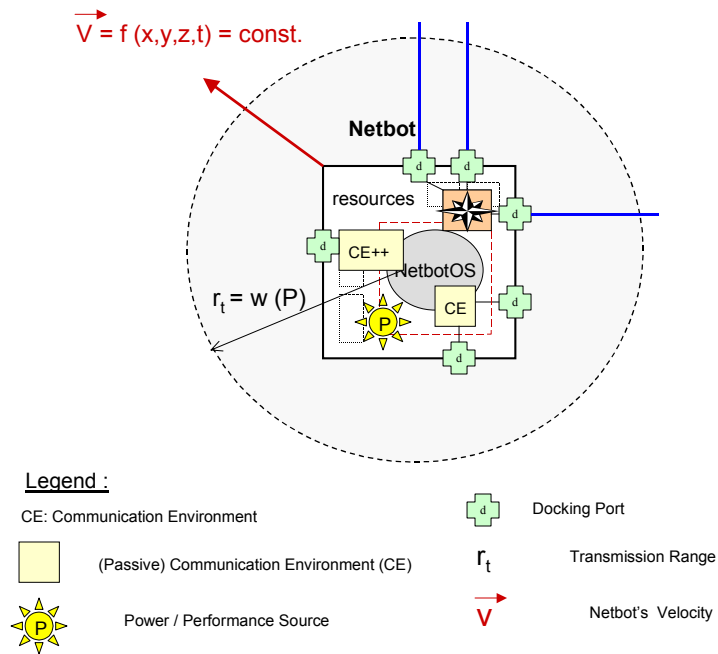 V = f (x,y,z,t) = const.
Netbot
d
d
resources
d
d
CE++
NetbotOS
r_t = w (P)
CE
d
P
d
Legend :
CE: Communication Environment
d
Docking Port
(Passive) Communication Environment (CE)
r_t
Transmission Range
P
Power / Performance Source
V
Netbot's Velocity